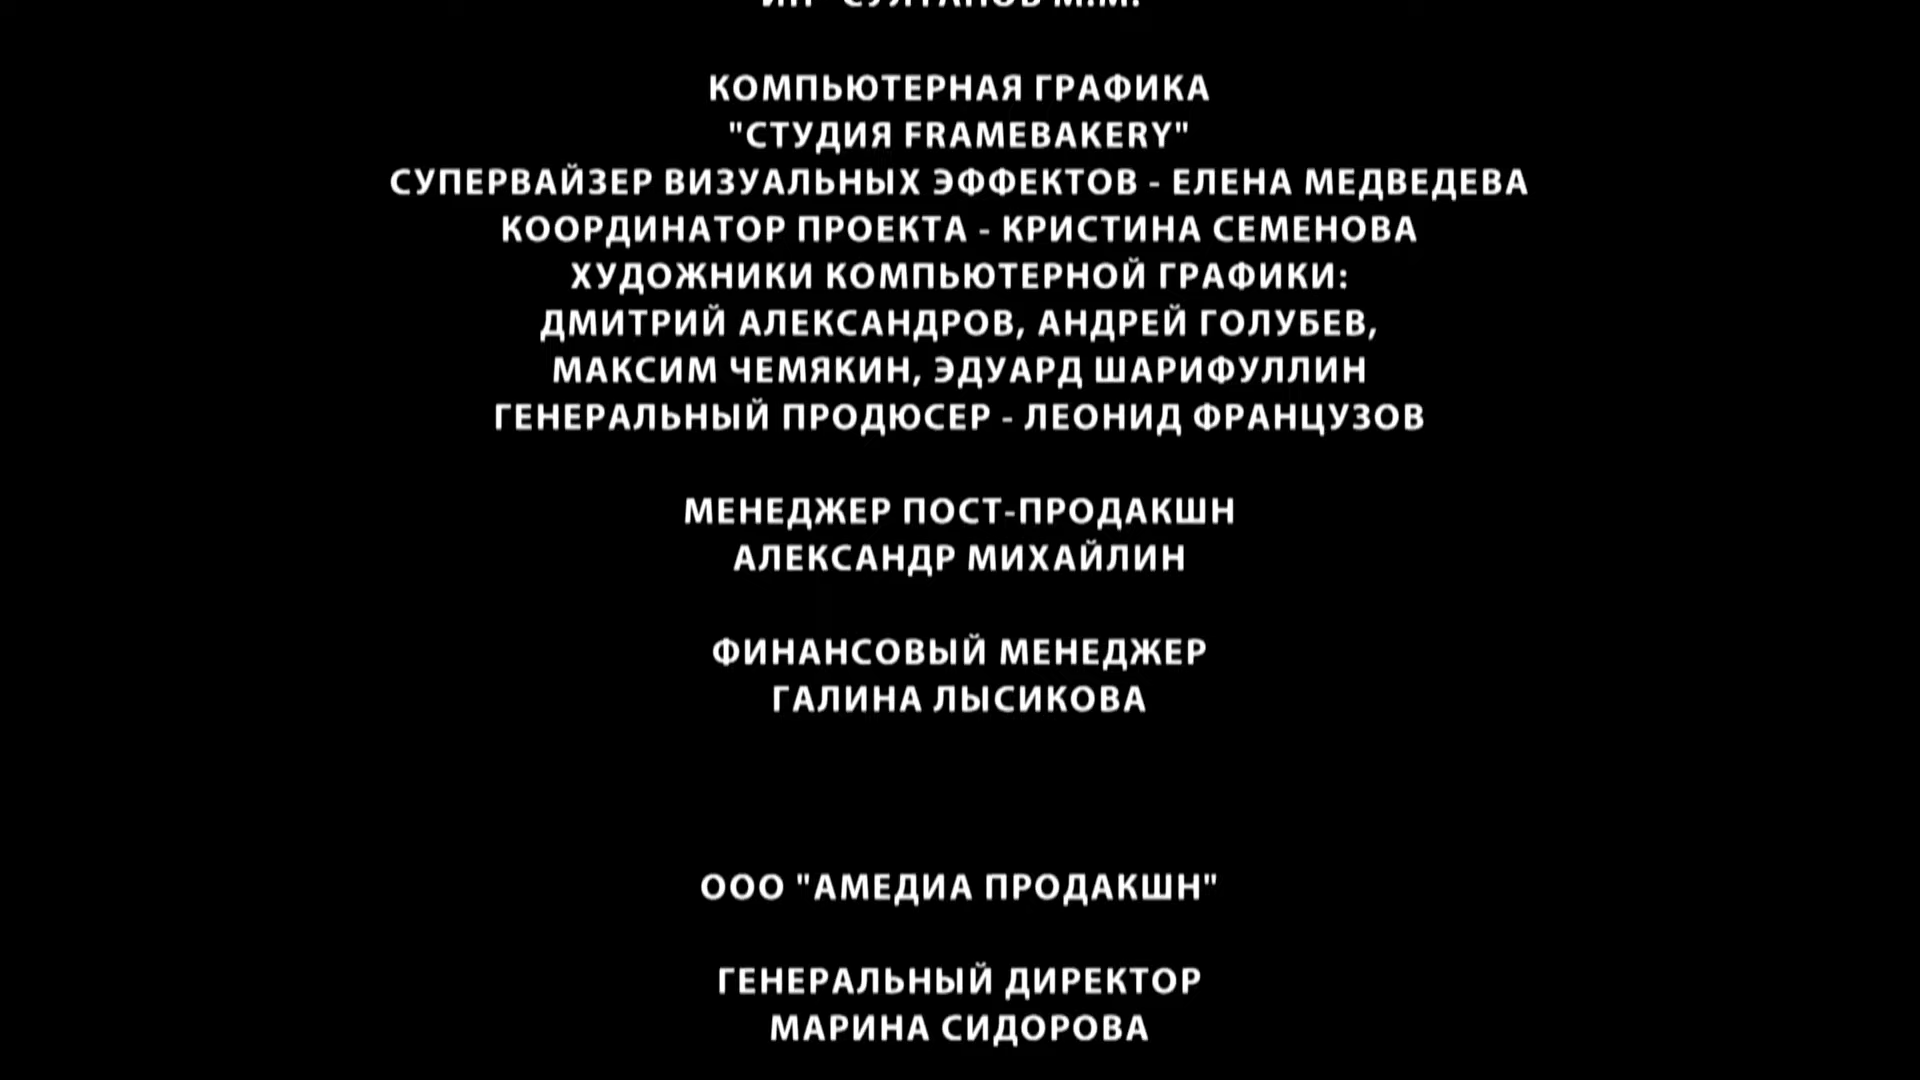 ИП "СУЛТАНОВ М.М."
КОМПЬЮТЕРНАЯ ГРАФИКА
"СТУДИЯ FRAMEBAKERY"
СУПЕРВАЙЗЕР ВИЗУАЛЬНЫХ ЭФФЕКТОВ - ЕЛЕНА МЕДВЕДЕВА
КООРДИНАТОР ПРОЕКТА - КРИСТИНА СЕМЕНОВА
ХУДОЖНИКИ КОМПЬЮТЕРНОЙ ГРАФИКИ:
ДМИТРИЙ АЛЕКСАНДРОВ, АНДРЕЙ ГОЛУБЕВ,
МАКСИМ ЧЕМЯКИН, ЭДУАРД ШАРИФУЛЛИН
ГЕНЕРАЛЬНЫЙ ПРОДЮСЕР - ЛЕОНИД ФРАНЦУЗОВ
МЕНЕДЖЕР ПОСТ-ПРОДАКШН
АЛЕКСАНДР МИХАЙЛИН
ФИНАНСОВЫЙ МЕНЕДЖЕР
ГАЛИНА ЛЫСИКОВА
ООО "АМЕДИА ПРОДАКШН"
ГЕНЕРАЛЬНЫЙ ДИРЕКТОР
МАРИНА СИДОРОВА